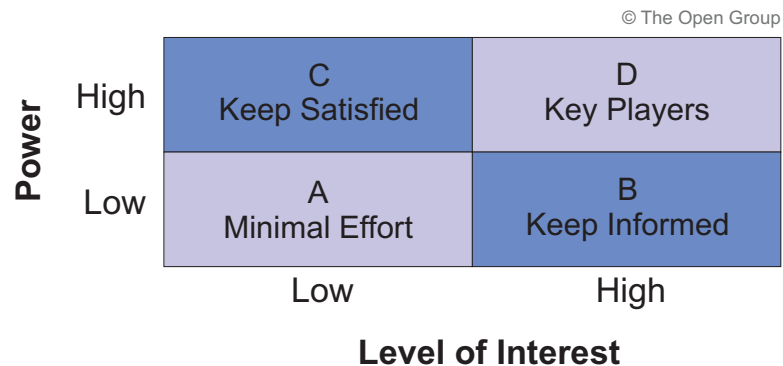 © The Open Group
Power
High
C
Keep Satisfied
D
Key Players
Low
A
Minimal Effort
B
Keep Informed
Low
High
Level of Interest